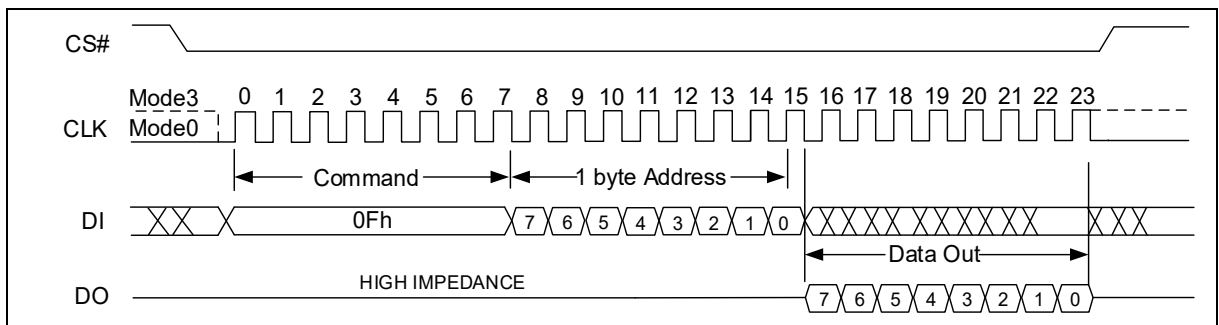 CS#
Mode3 0 1 2 3 4 5 6 7 8 9 10 11 12 13 14 15 16 17 18 19 20 21 22 23
CLK Mode0
Command 1 byte Address
DI 0Fh 7 6 5 4 3 2 1 0
Data Out
HIGH IMPEDANCE
DO 7 6 5 4 3 2 1 0